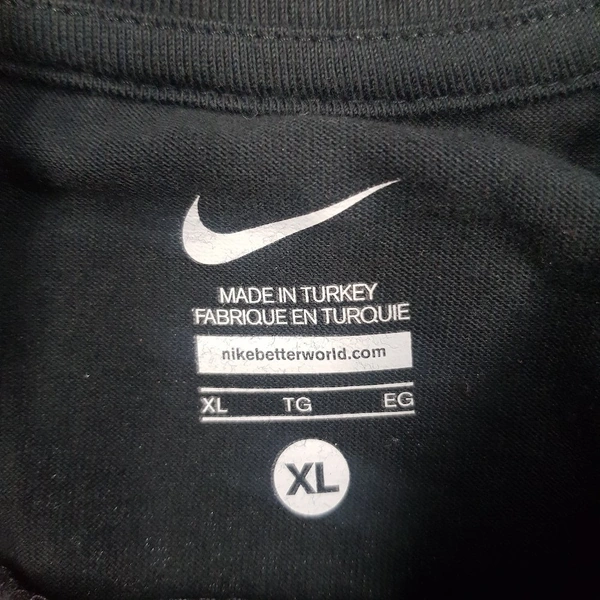 MADE IN TURKEY
FABRIQUE EN TURQUIE
nikebetterworld.com
XL TG EG
XL